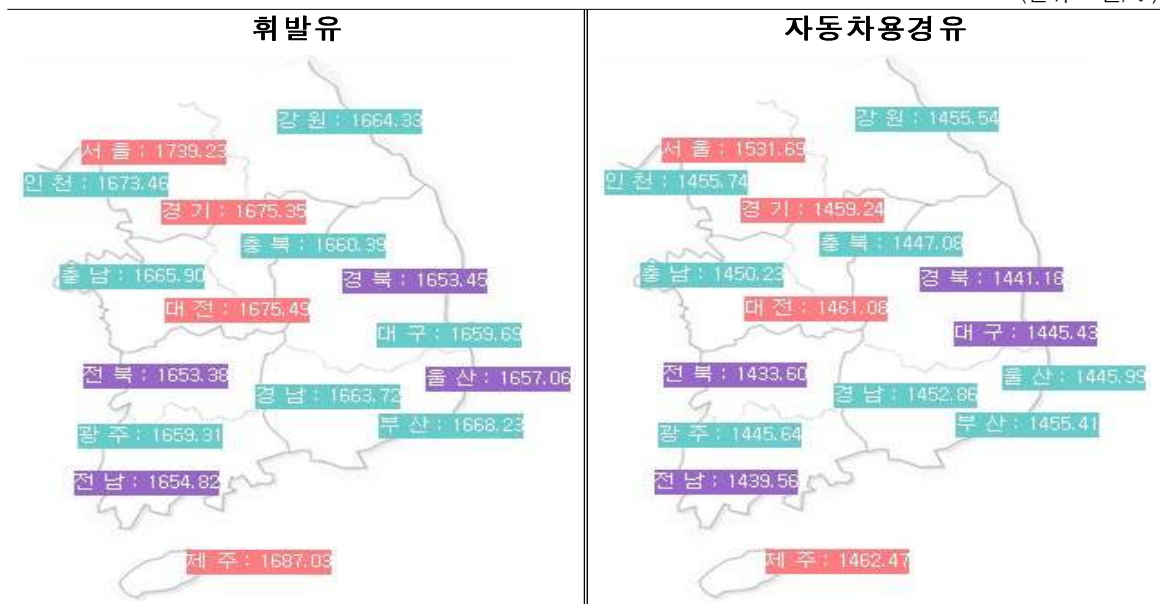 휘발유
강 원 : 1664.33
서 울 : 1739.23
인 천 : 1673.46
경 기 : 1675.35
충 북 : 1660.39
충 남 : 1665.90
경 북 : 1653.45
대 전 : 1675.49
대 구 : 1659.69
전 북 : 1653.38
울 산 : 1657.06
경 남 : 1663.72
부 산 : 1668.23
광 주 : 1659.31
전 남 : 1654.82
제 주 : 1687.03
자동차용경유
강 원 : 1455.54
서 울 : 1531.69
인 천 : 1455.74
경 기 : 1459.24
충 북 : 1447.08
충 남 : 1450.23
경 북 : 1441.18
대 전 : 1461.08
대 구 : 1445.43
전 북 : 1433.60
울 산 : 1445.99
경 남 : 1452.86
부 산 : 1455.41
광 주 : 1445.64
전 남 : 1439.56
제 주 : 1462.47